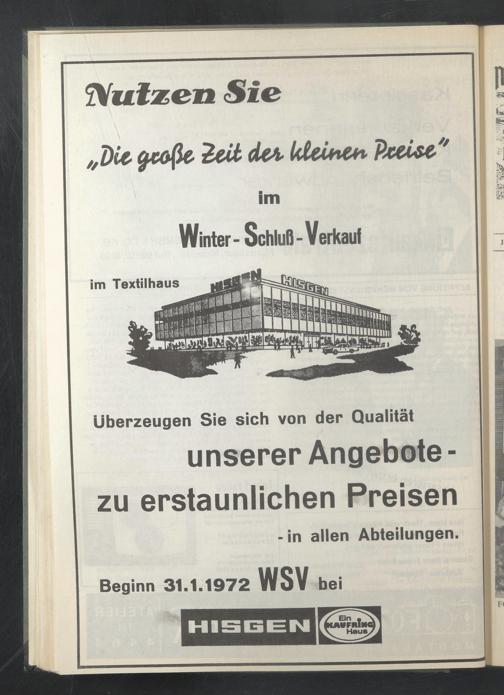 Nutzen Sie
„Die große Zeit der kleinen Preise”
im
Winter - Schluß - Verkauf
im Textilhaus
HISGEN HISGEN
Überzeugen Sie sich von der Qualität
unserer Angebote -
zu erstaunlichen Preisen
- in allen Abteilungen.
Beginn 31.1.1972 WSV bei
HISGEN
Ein
KAUFRING
Haus